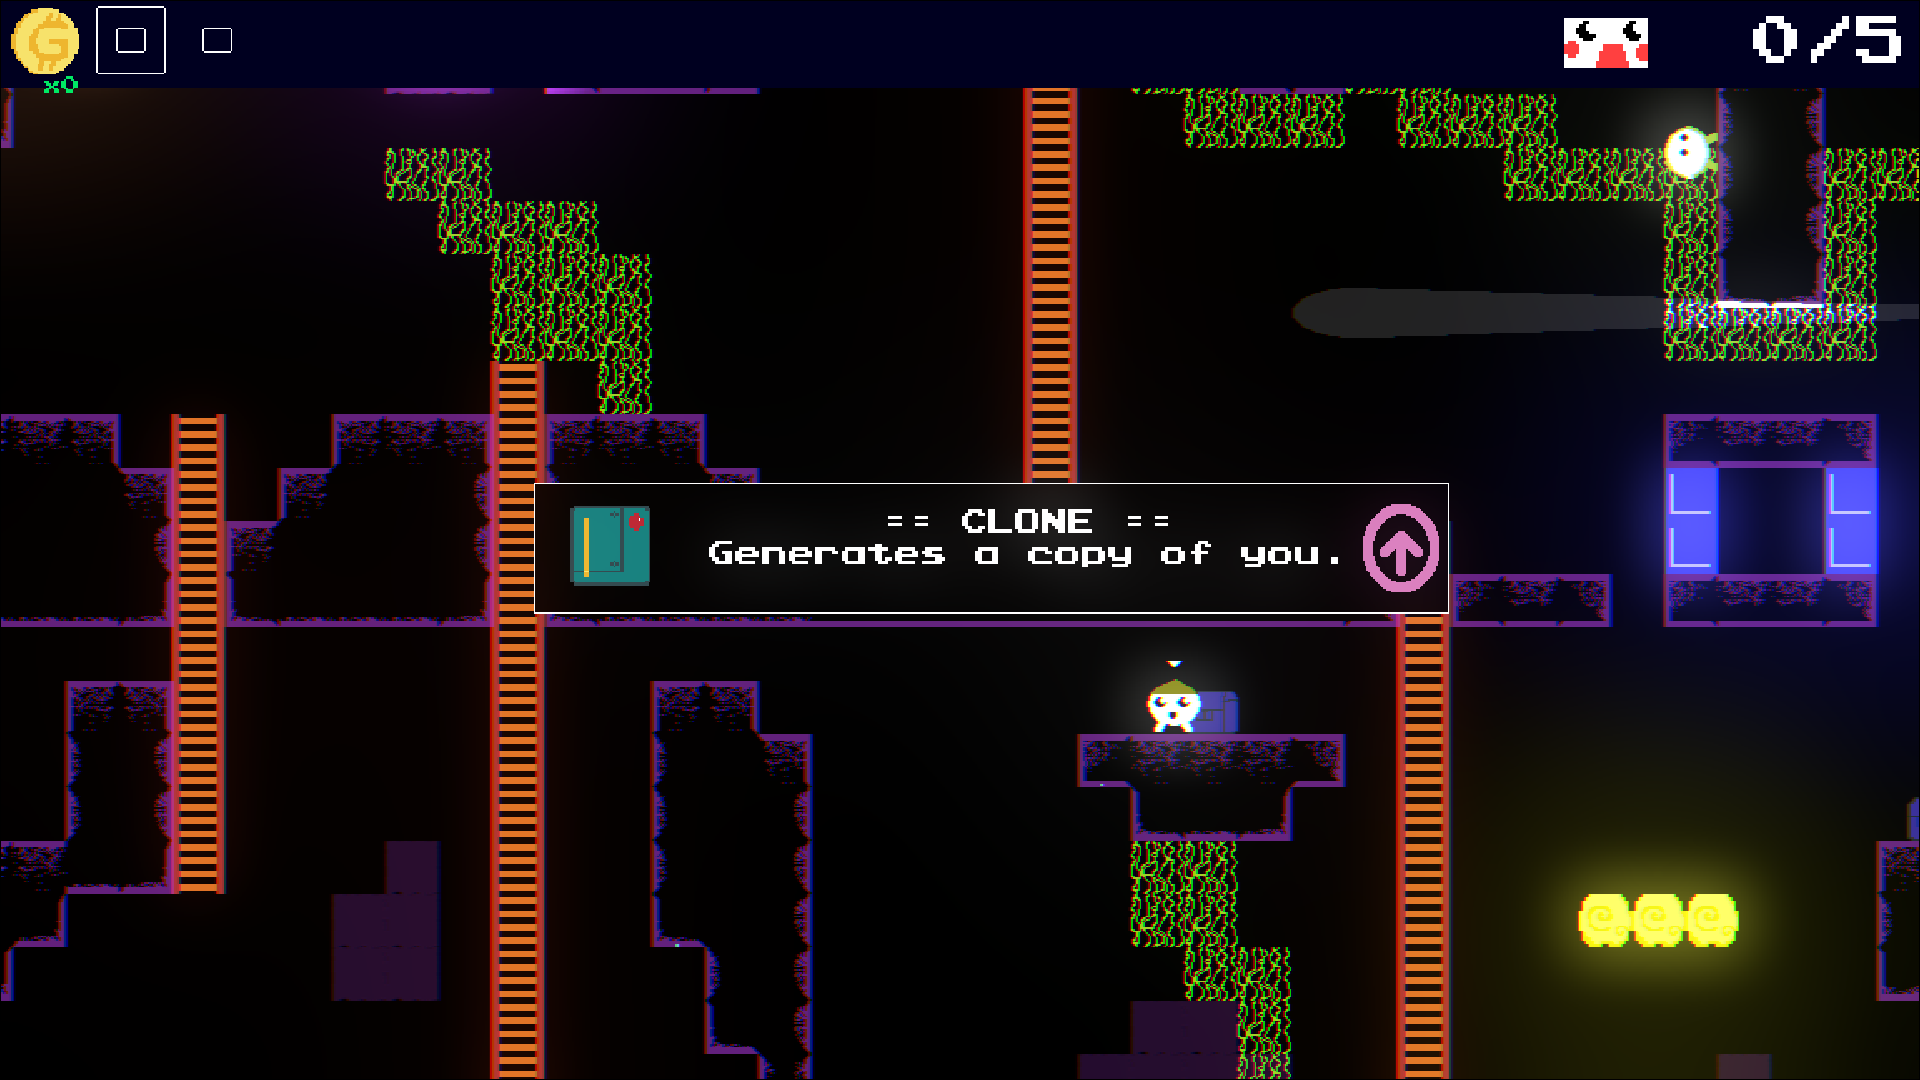 G
x0
0/5
== CLONE ==
Generates a copy of you.